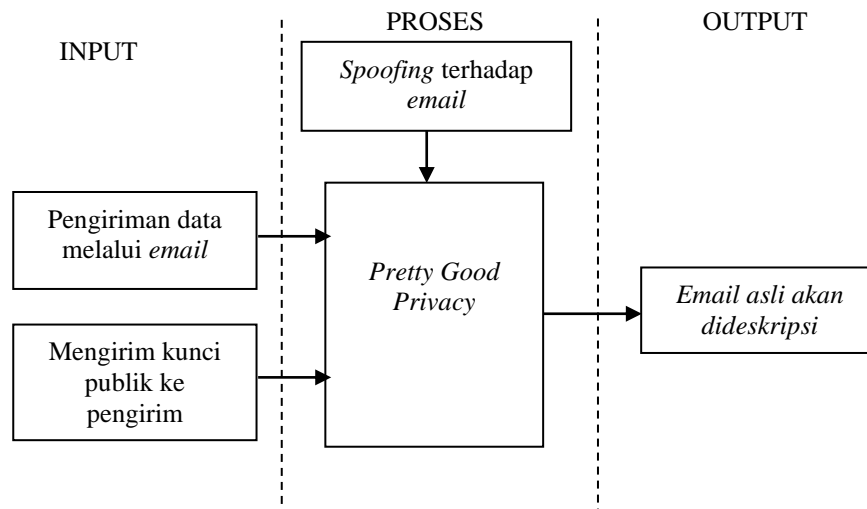 INPUT
PROSES
OUTPUT
Spoofing terhadap
email
Pengiriman data
melalui email
Mengirim kunci
publik ke
pengirim
Pretty Good
Privacy
Email asli akan
dideskripsi